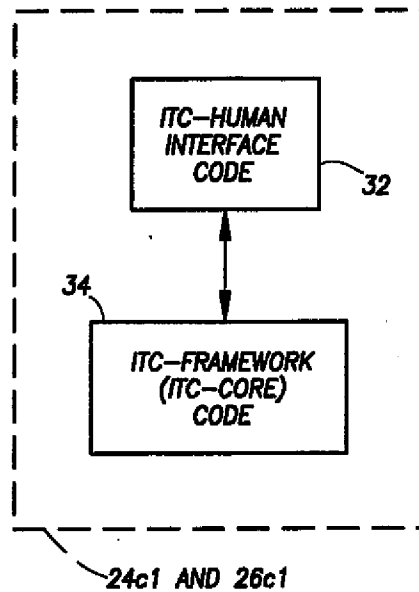 ITC-HUMAN
INTERFACE
CODE
32
34
ITC-FRAMEWORK
(ITC-CORE)
CODE
24c1 AND 26c1